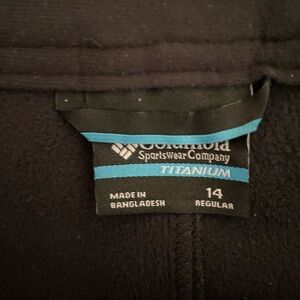 Columbia
Sportswear Company
TITANIUM
MADE IN
BANGLADESH
14
REGULAR